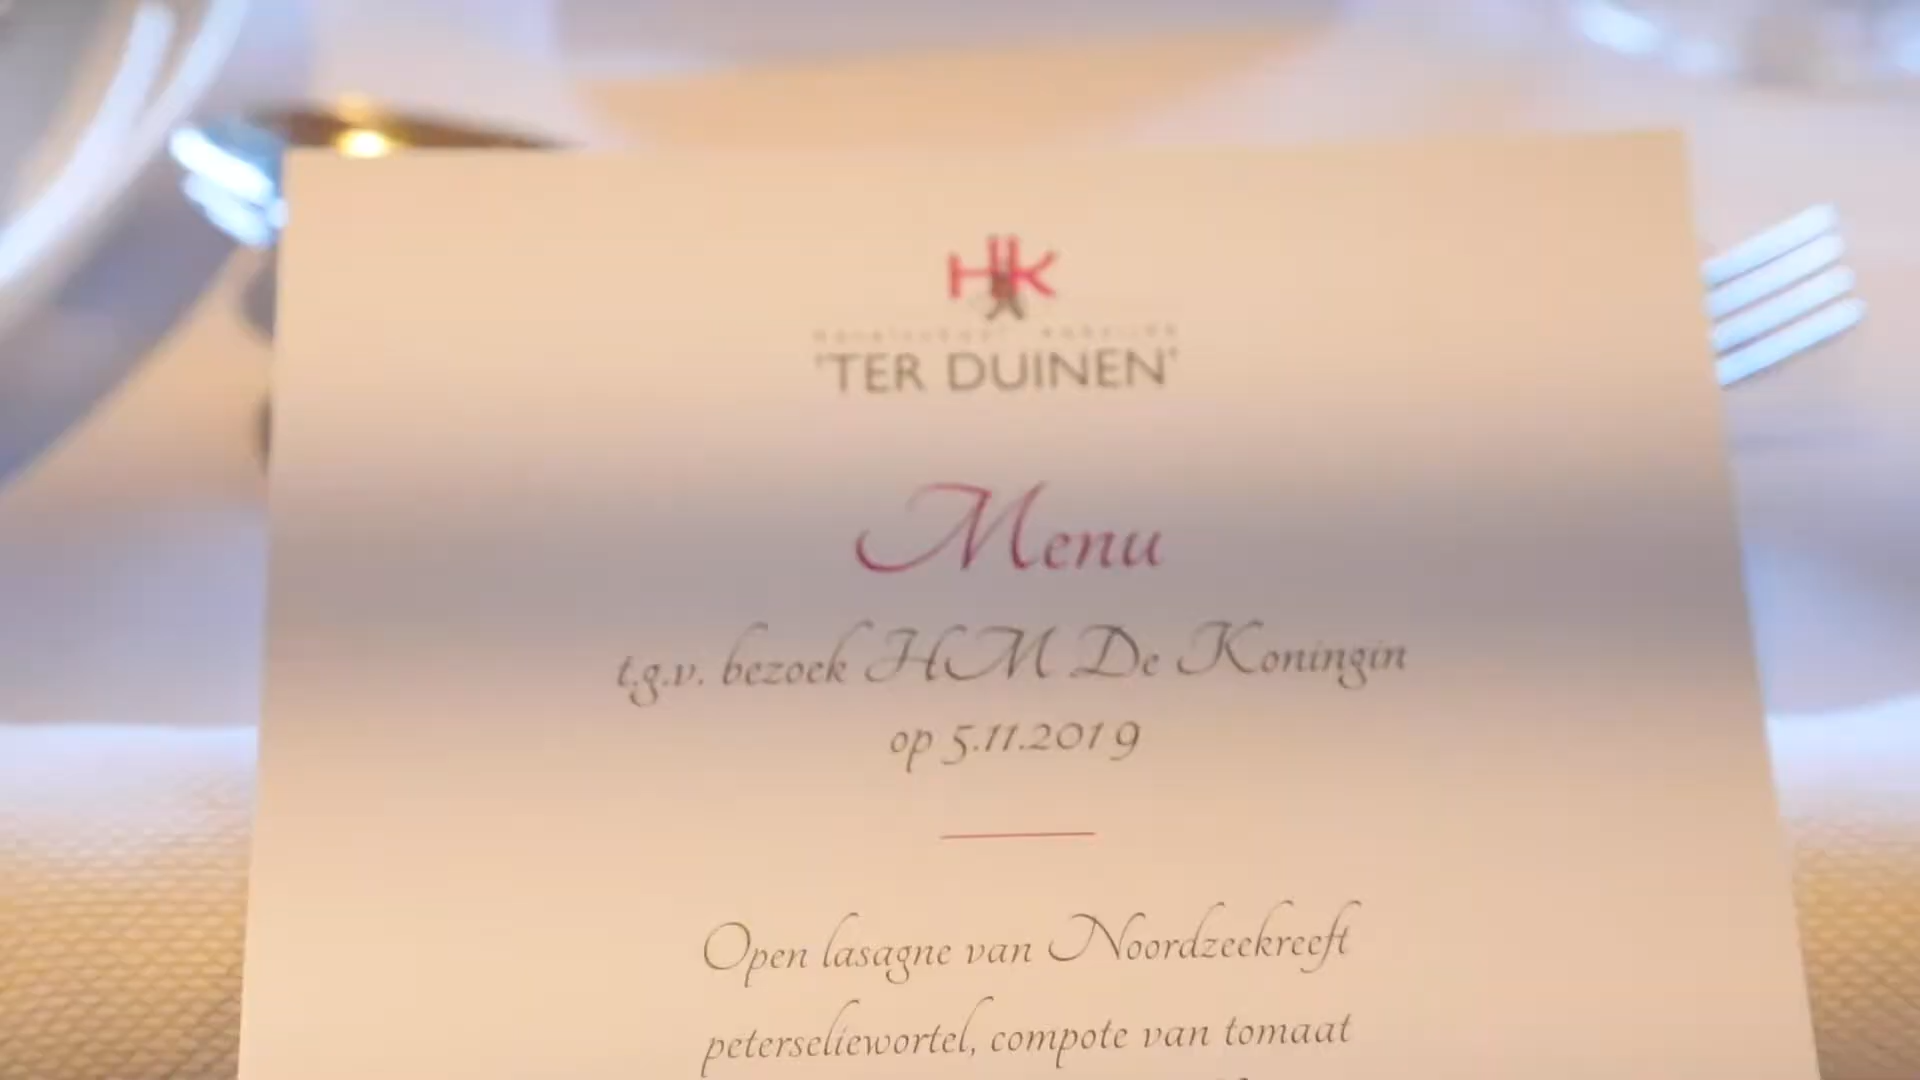 HK
'TER DUINEN'
Menu
t.g.v. bezoek HM De Koningin
op 5.11.2019
Open lasagne van Noordzeekreeft
peterseliewortel, compote van tomaat